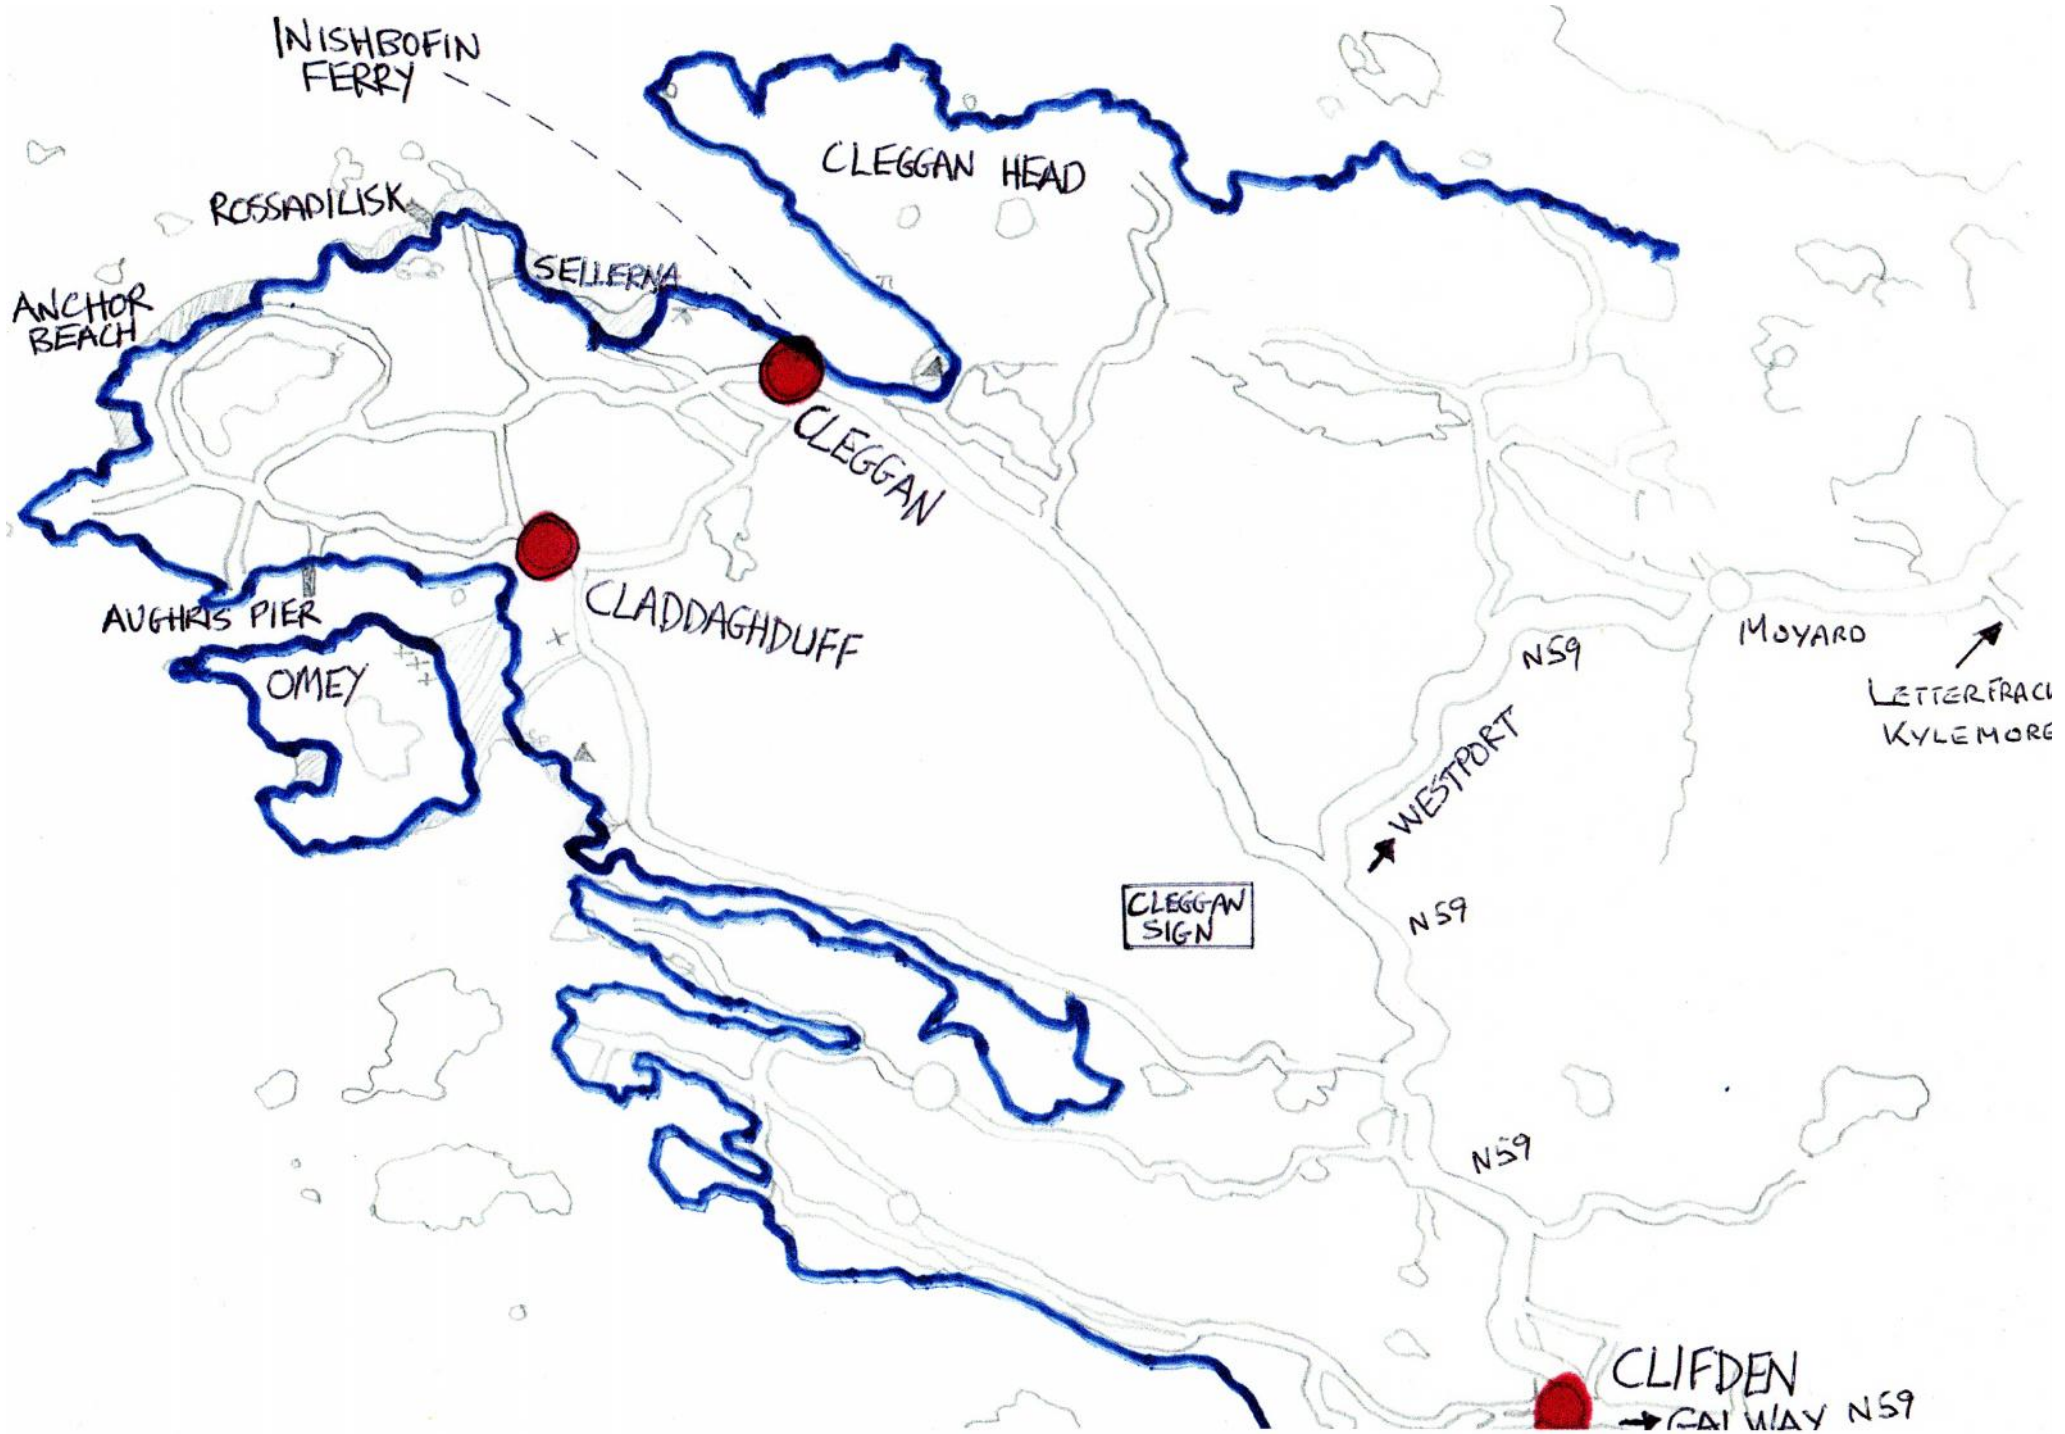 INISHBOFIN
FERRY
CLEGGAN HEAD
ROSSADILISK
SELLERNA
ANCHOR
BEACH
CLEGGAN
CLADDAGHDUFF
AUGHRIS PIER
OMEY
N59
MOYARD
LETTERFRACK
KYLEMORE
WESTPORT
CLEGGAN
SIGN
N59
N59
CLIFDEN
GALWAY N59